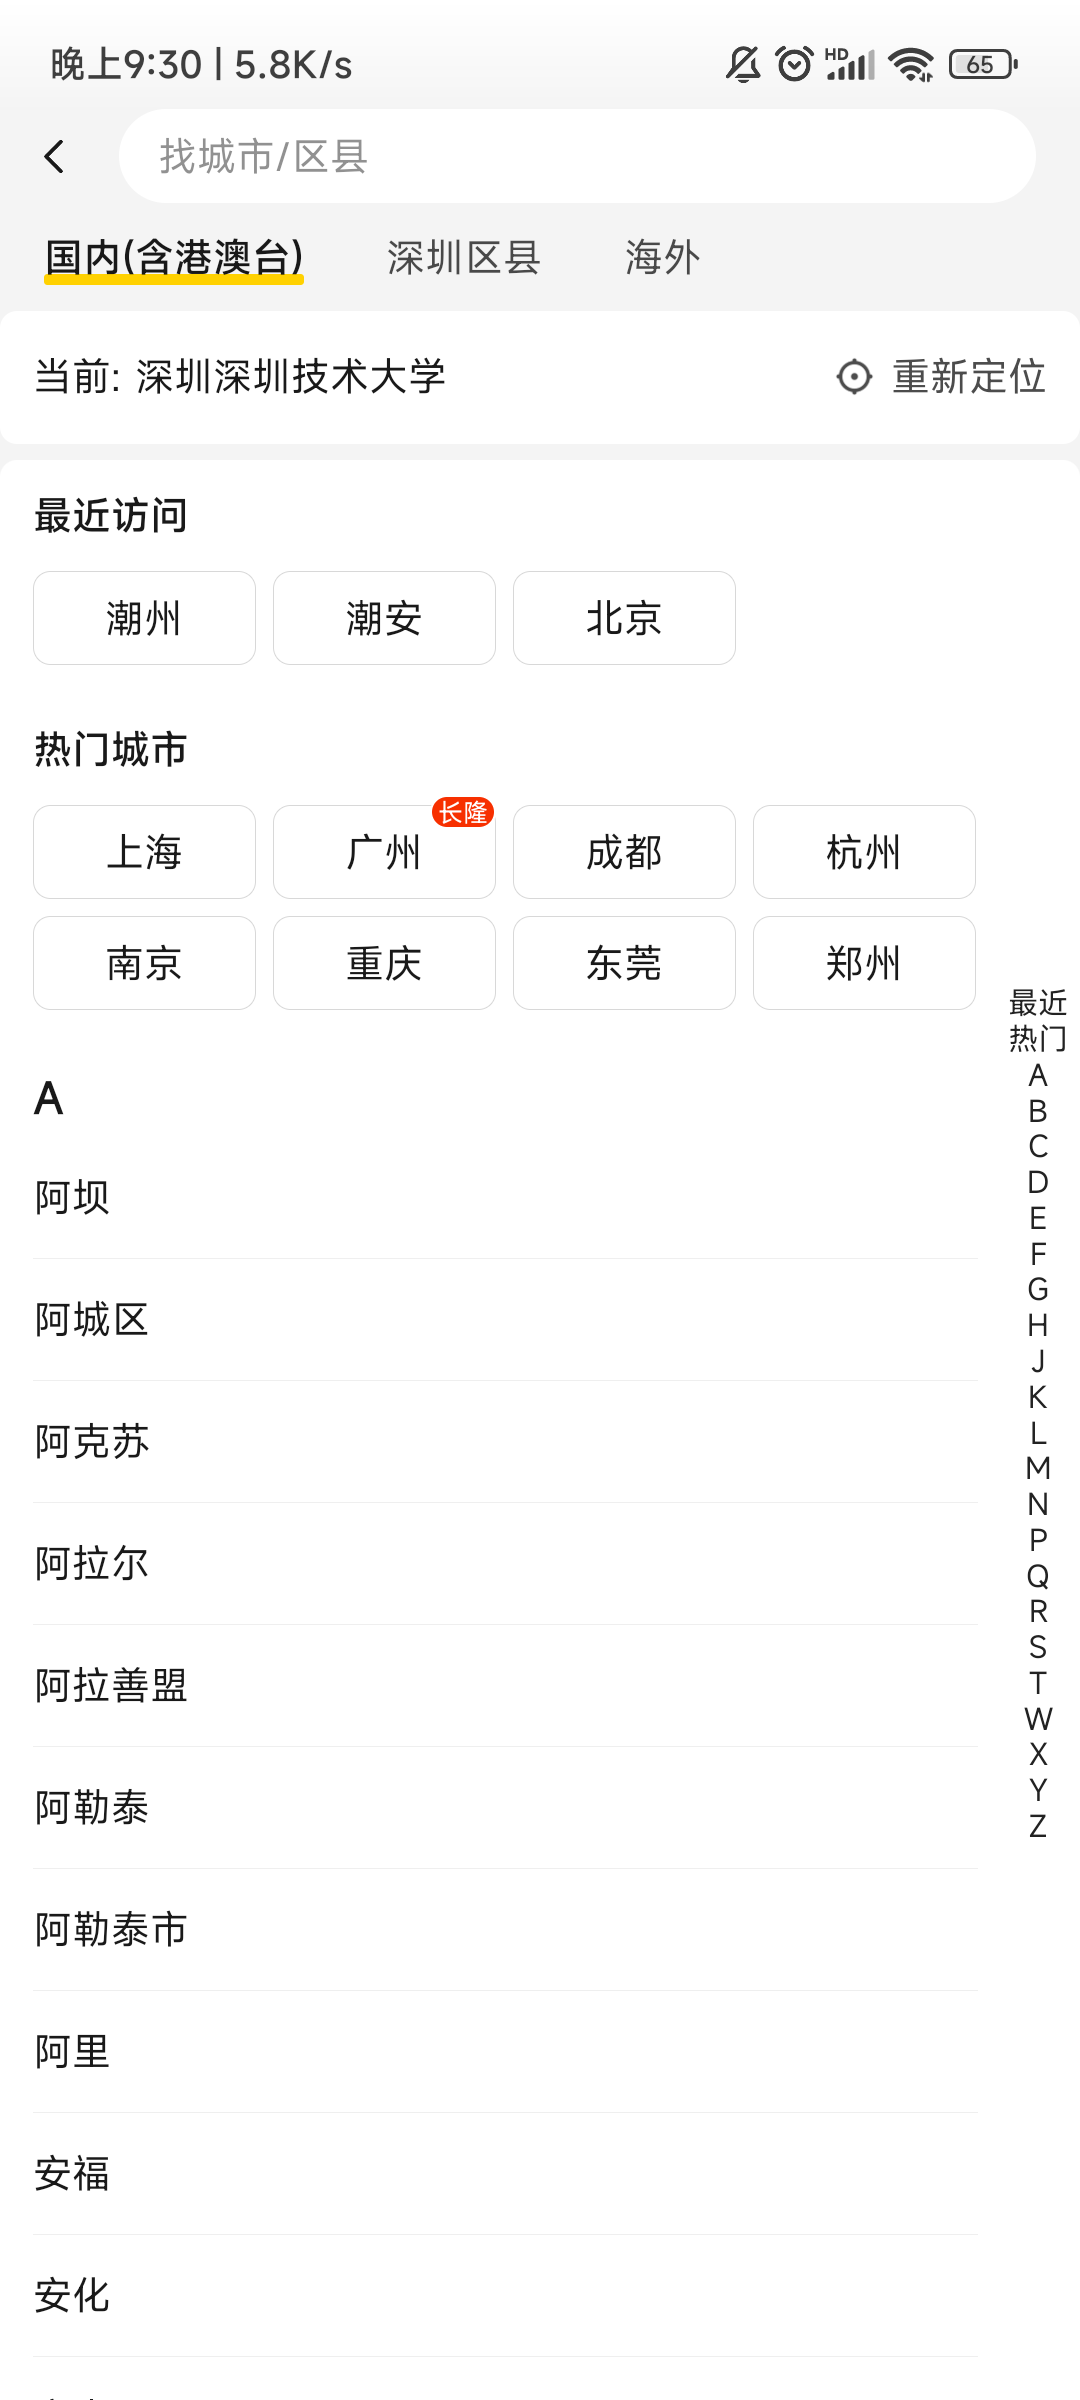 晚上9:30 | 5.8K/s HD 65
找城市/区县
国内(含港澳台) 深圳区县 海外
当前: 深圳深圳技术大学 重新定位
最近访问
潮州 潮安 北京
热门城市
长隆
上海 广州 成都 杭州
南京 重庆 东莞 郑州
A
阿坝
阿城区
阿克苏
阿拉尔
阿拉善盟
阿勒泰
阿勒泰市
阿里
安福
安化
最近
热门
A
B
C
D
E
F
G
H
J
K
L
M
N
P
Q
R
S
T
W
X
Y
Z